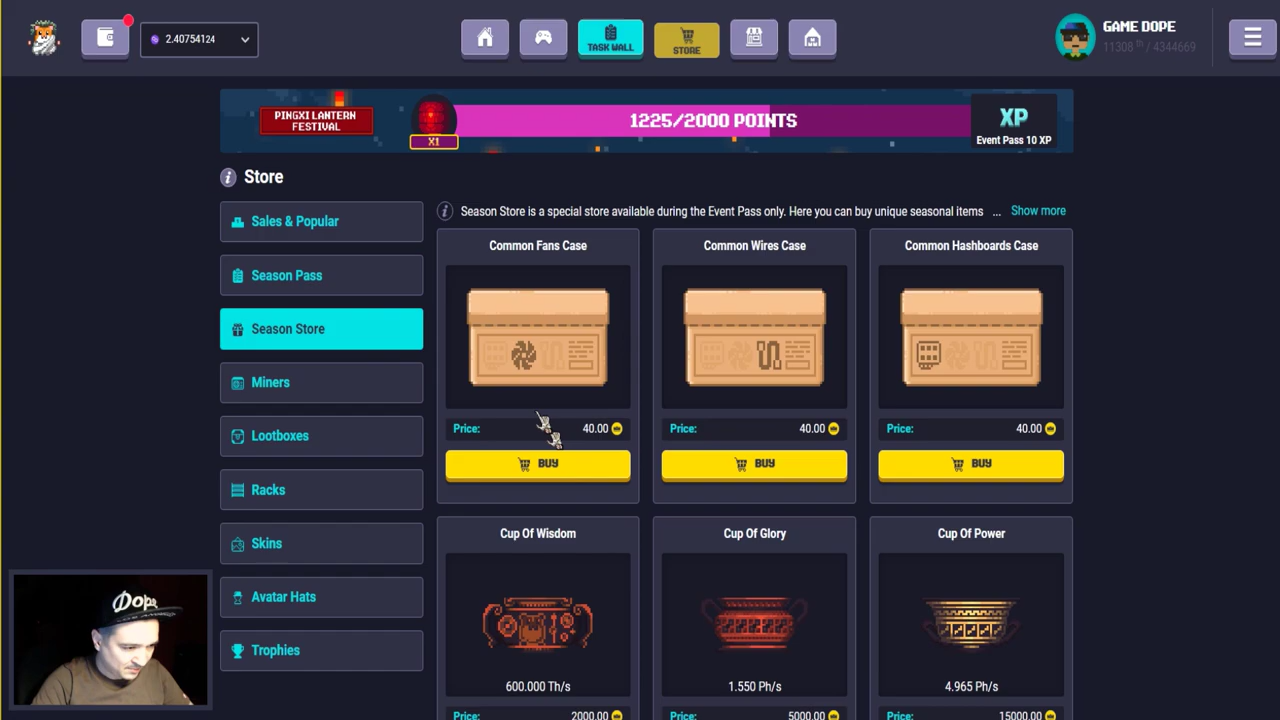 2.40754124
TASK WALL
STORE
GAME DOPE
11308 th / 4344669
PINGXI LANTERN
FESTIVAL
X1
1225/2000 POINTS
XP
Event Pass 10 XP
i Store
Sales & Popular
Season Pass
Season Store
Miners
Lootboxes
Racks
Skins
Avatar Hats
Trophies
i Season Store is a special store available during the Event Pass only. Here you can buy unique seasonal items ... Show more
Common Fans Case
Price: 40.00
BUY
Common Wires Case
Price: 40.00
BUY
Common Hashboards Case
Price: 40.00
BUY
Cup Of Wisdom
600.000 Th/s
Price: 2000.00
Cup Of Glory
1.550 Ph/s
Price: 5000.00
Cup Of Power
4.965 Ph/s
Price: 15000.00
Dope